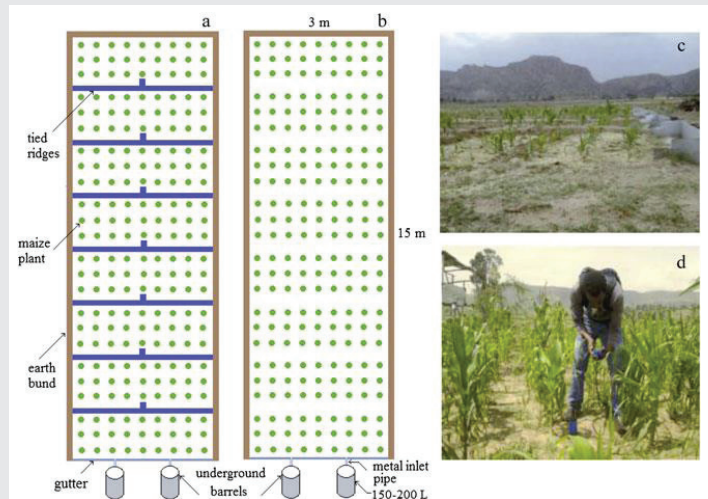 a
3 m
b
c
tied
ridges
maize
plant
15 m
d
earth
bund
gutter
underground
barrels
metal inlet
pipe
150-200 L